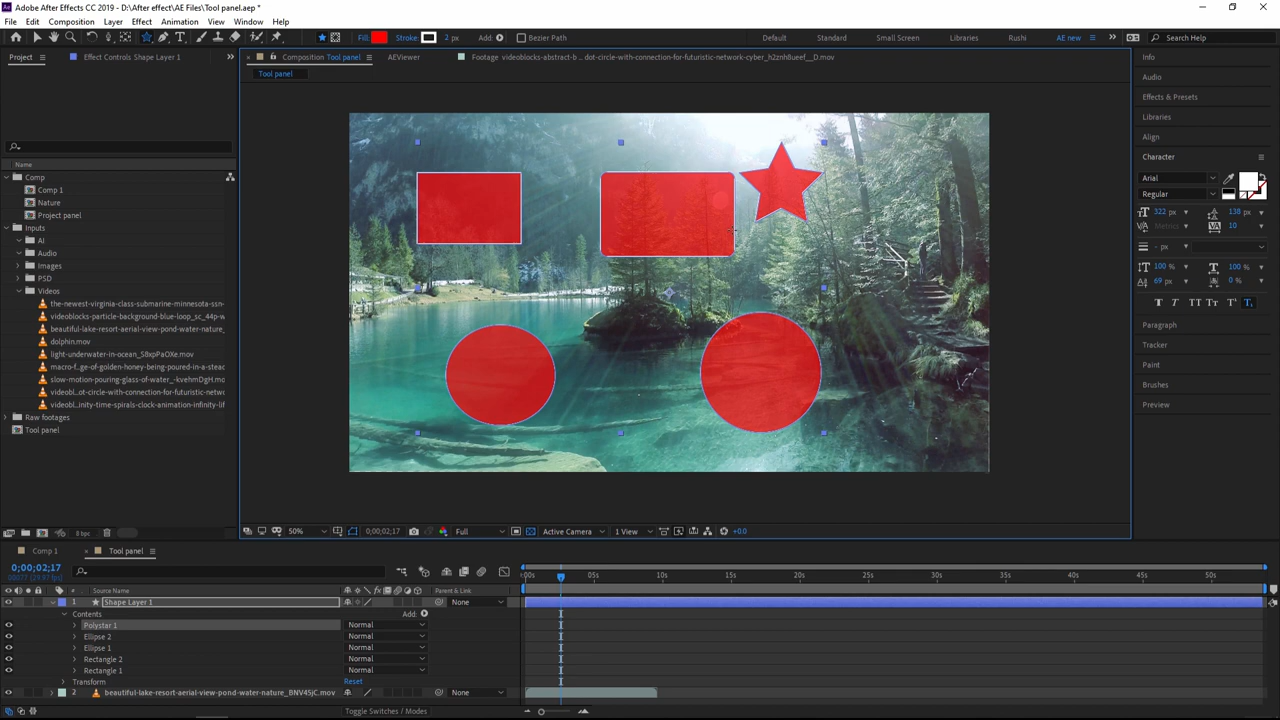 Adobe After Effects CC 2019 - D:\After effect\AE Files\Tool panel.aep *
File Edit Composition Layer Effect Animation View Window Help
Fill: Stroke: 2 px Add: Bezier Path Default Standard Small Screen Libraries Rushi AE new Search Help
Project Effect Controls Shape Layer 1 Composition Tool panel AEViewer Footage videoblocks-abstract-b ... dot-circle-with-connection-for-futuristic-network-cyber_h2znh8ueef__D.mov Info
Tool panel
Audio
Effects & Presets
Libraries
Align
Name
Character
Comp
Arial
Comp 1
Regular
Nature
322 px 138 px
Project panel
Metrics 10
Inputs
AI
- px
Audio
Images
100 % 100 %
PSD
69 px 0 %
Videos
the-newest-virginia-class-submarine-minnesota-ssn-
T T TT Tt T¹ T₁
videoblocks-particle-background-blue-loop_sc_44p-w
Paragraph
beautiful-lake-resort-aerial-view-pond-water-nature_
dolphin.mov
Tracker
light-underwater-in-ocean_S8xpPaOXe.mov
Paint
macro-f...ge-of-golden-honey-being-poured-in-a-stead
slow-motion-pouring-glass-of-water_-kvehmDgH.mov
Brushes
videobl...ot-circle-with-connection-for-futuristic-netwo
videobl...inity-time-spirals-clock-animation-infinity-lif
Preview
Raw footages
Tool panel
8 bpc 50% 0;00;02;17 Full Active Camera 1 View +0.0
Comp 1 Tool panel
0;00;02;17
00077 (29.97 fps)
:00s 05s 10s 15s 20s 25s 30s 35s 40s 45s 50s
# Source Name Parent & Link
1 Shape Layer 1 None
Contents Add:
Polystar 1 Normal
Ellipse 2 Normal
Ellipse 1 Normal
Rectangle 2 Normal
Rectangle 1 Normal
Transform Reset
2 beautiful-lake-resort-aerial-view-pond-water-nature_BNV45jC.mov None
Toggle Switches / Modes